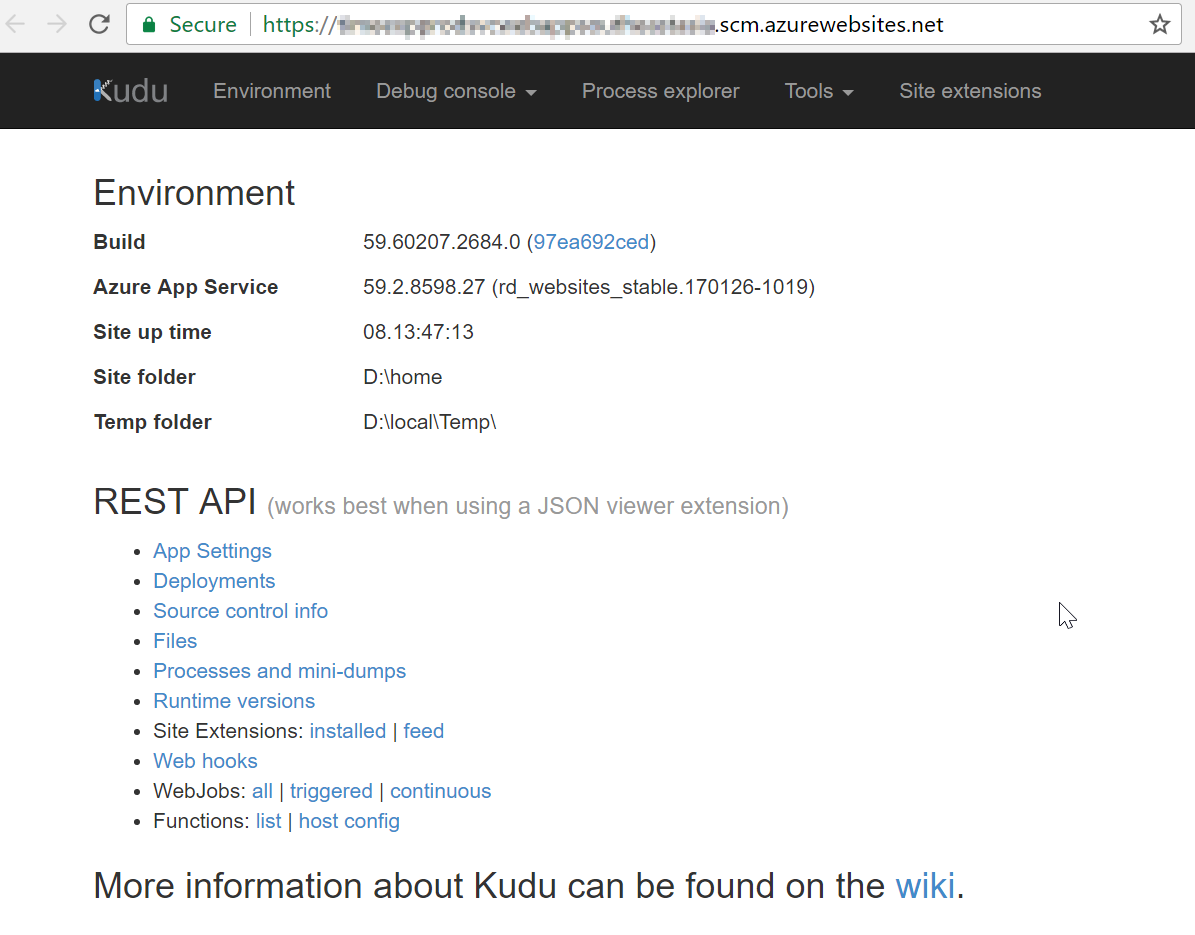 Secure https:// .scm.azurewebsites.net
Kudu Environment Debug console Process explorer Tools Site extensions
Environment
Build 59.60207.2684.0 (97ea692ced)
Azure App Service 59.2.8598.27 (rd_websites_stable.170126-1019)
Site up time 08.13:47:13
Site folder D:\home
Temp folder D:\local\Temp\
REST API (works best when using a JSON viewer extension)
App Settings
Deployments
Source control info
Files
Processes and mini-dumps
Runtime versions
Site Extensions: installed | feed
Web hooks
WebJobs: all | triggered | continuous
Functions: list | host config
More information about Kudu can be found on the wiki.